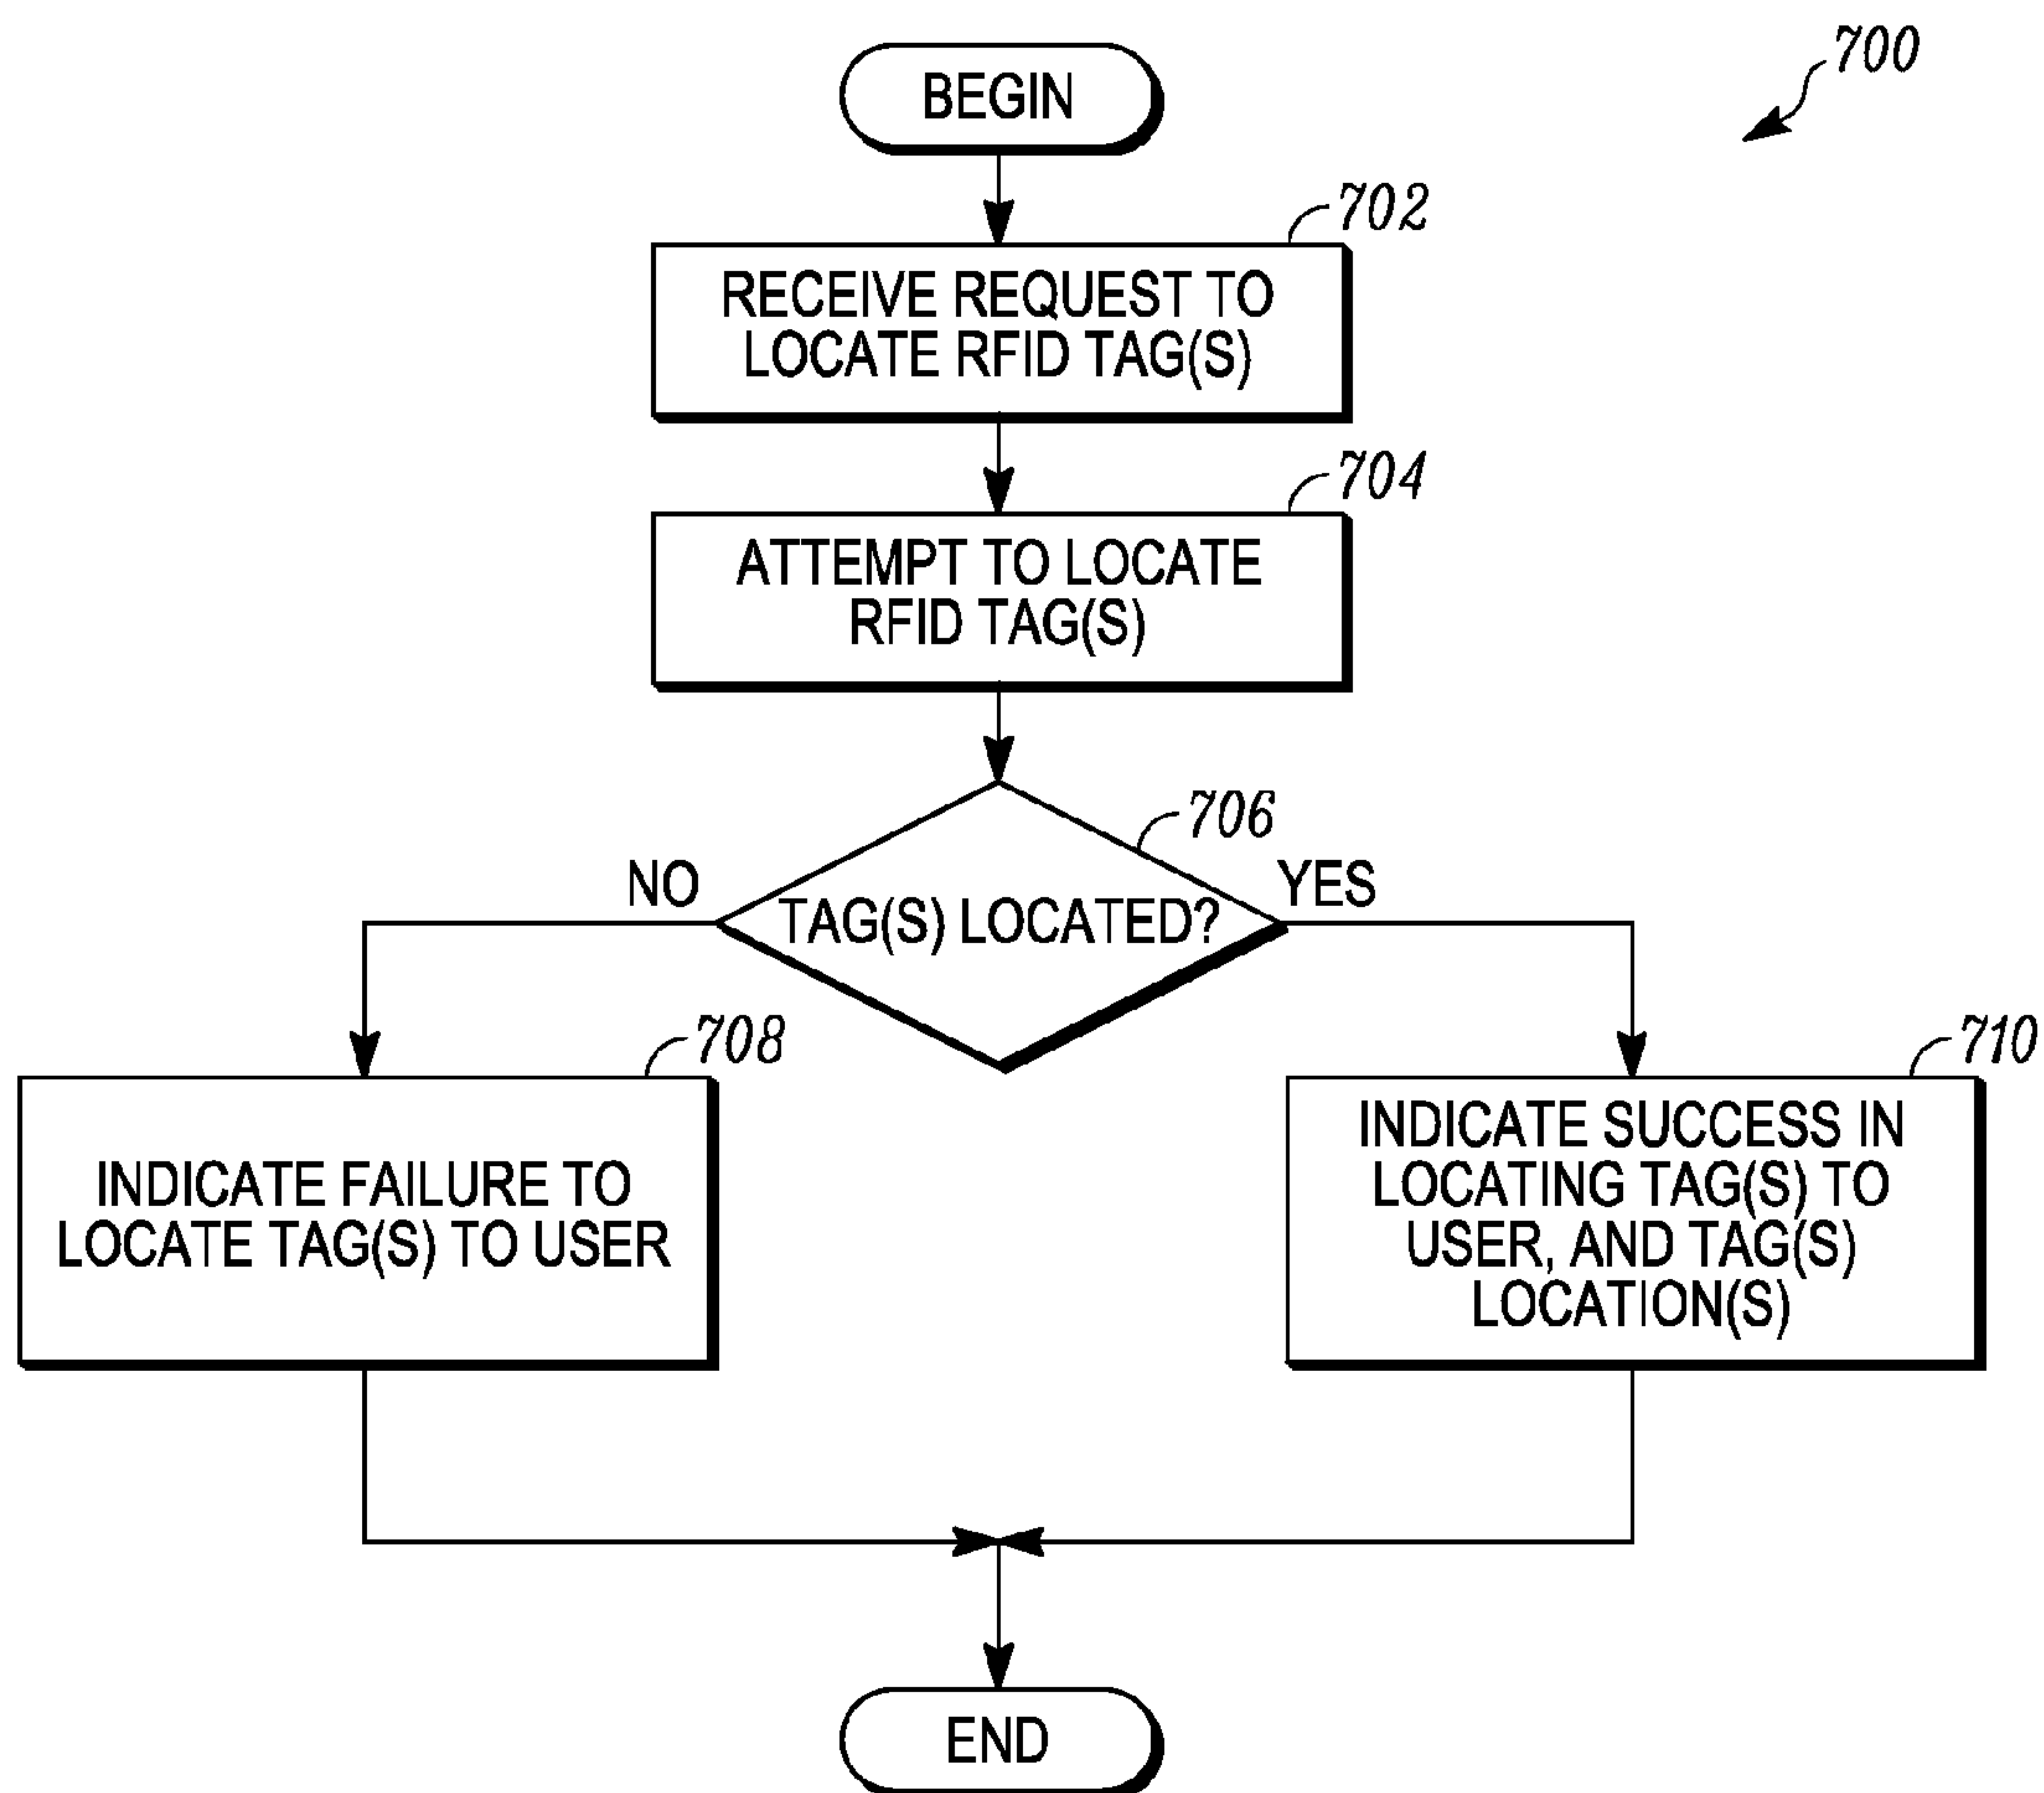 700
BEGIN
702
RECEIVE REQUEST TO
LOCATE RFID TAG(S)
704
ATTEMPT TO LOCATE
RFID TAG(S)
706
NO
YES
TAG(S) LOCATED?
708
INDICATE FAILURE TO
LOCATE TAG(S) TO USER
710
INDICATE SUCCESS IN
LOCATING TAG(S) TO
USER, AND TAG(S)
LOCATION(S)
END